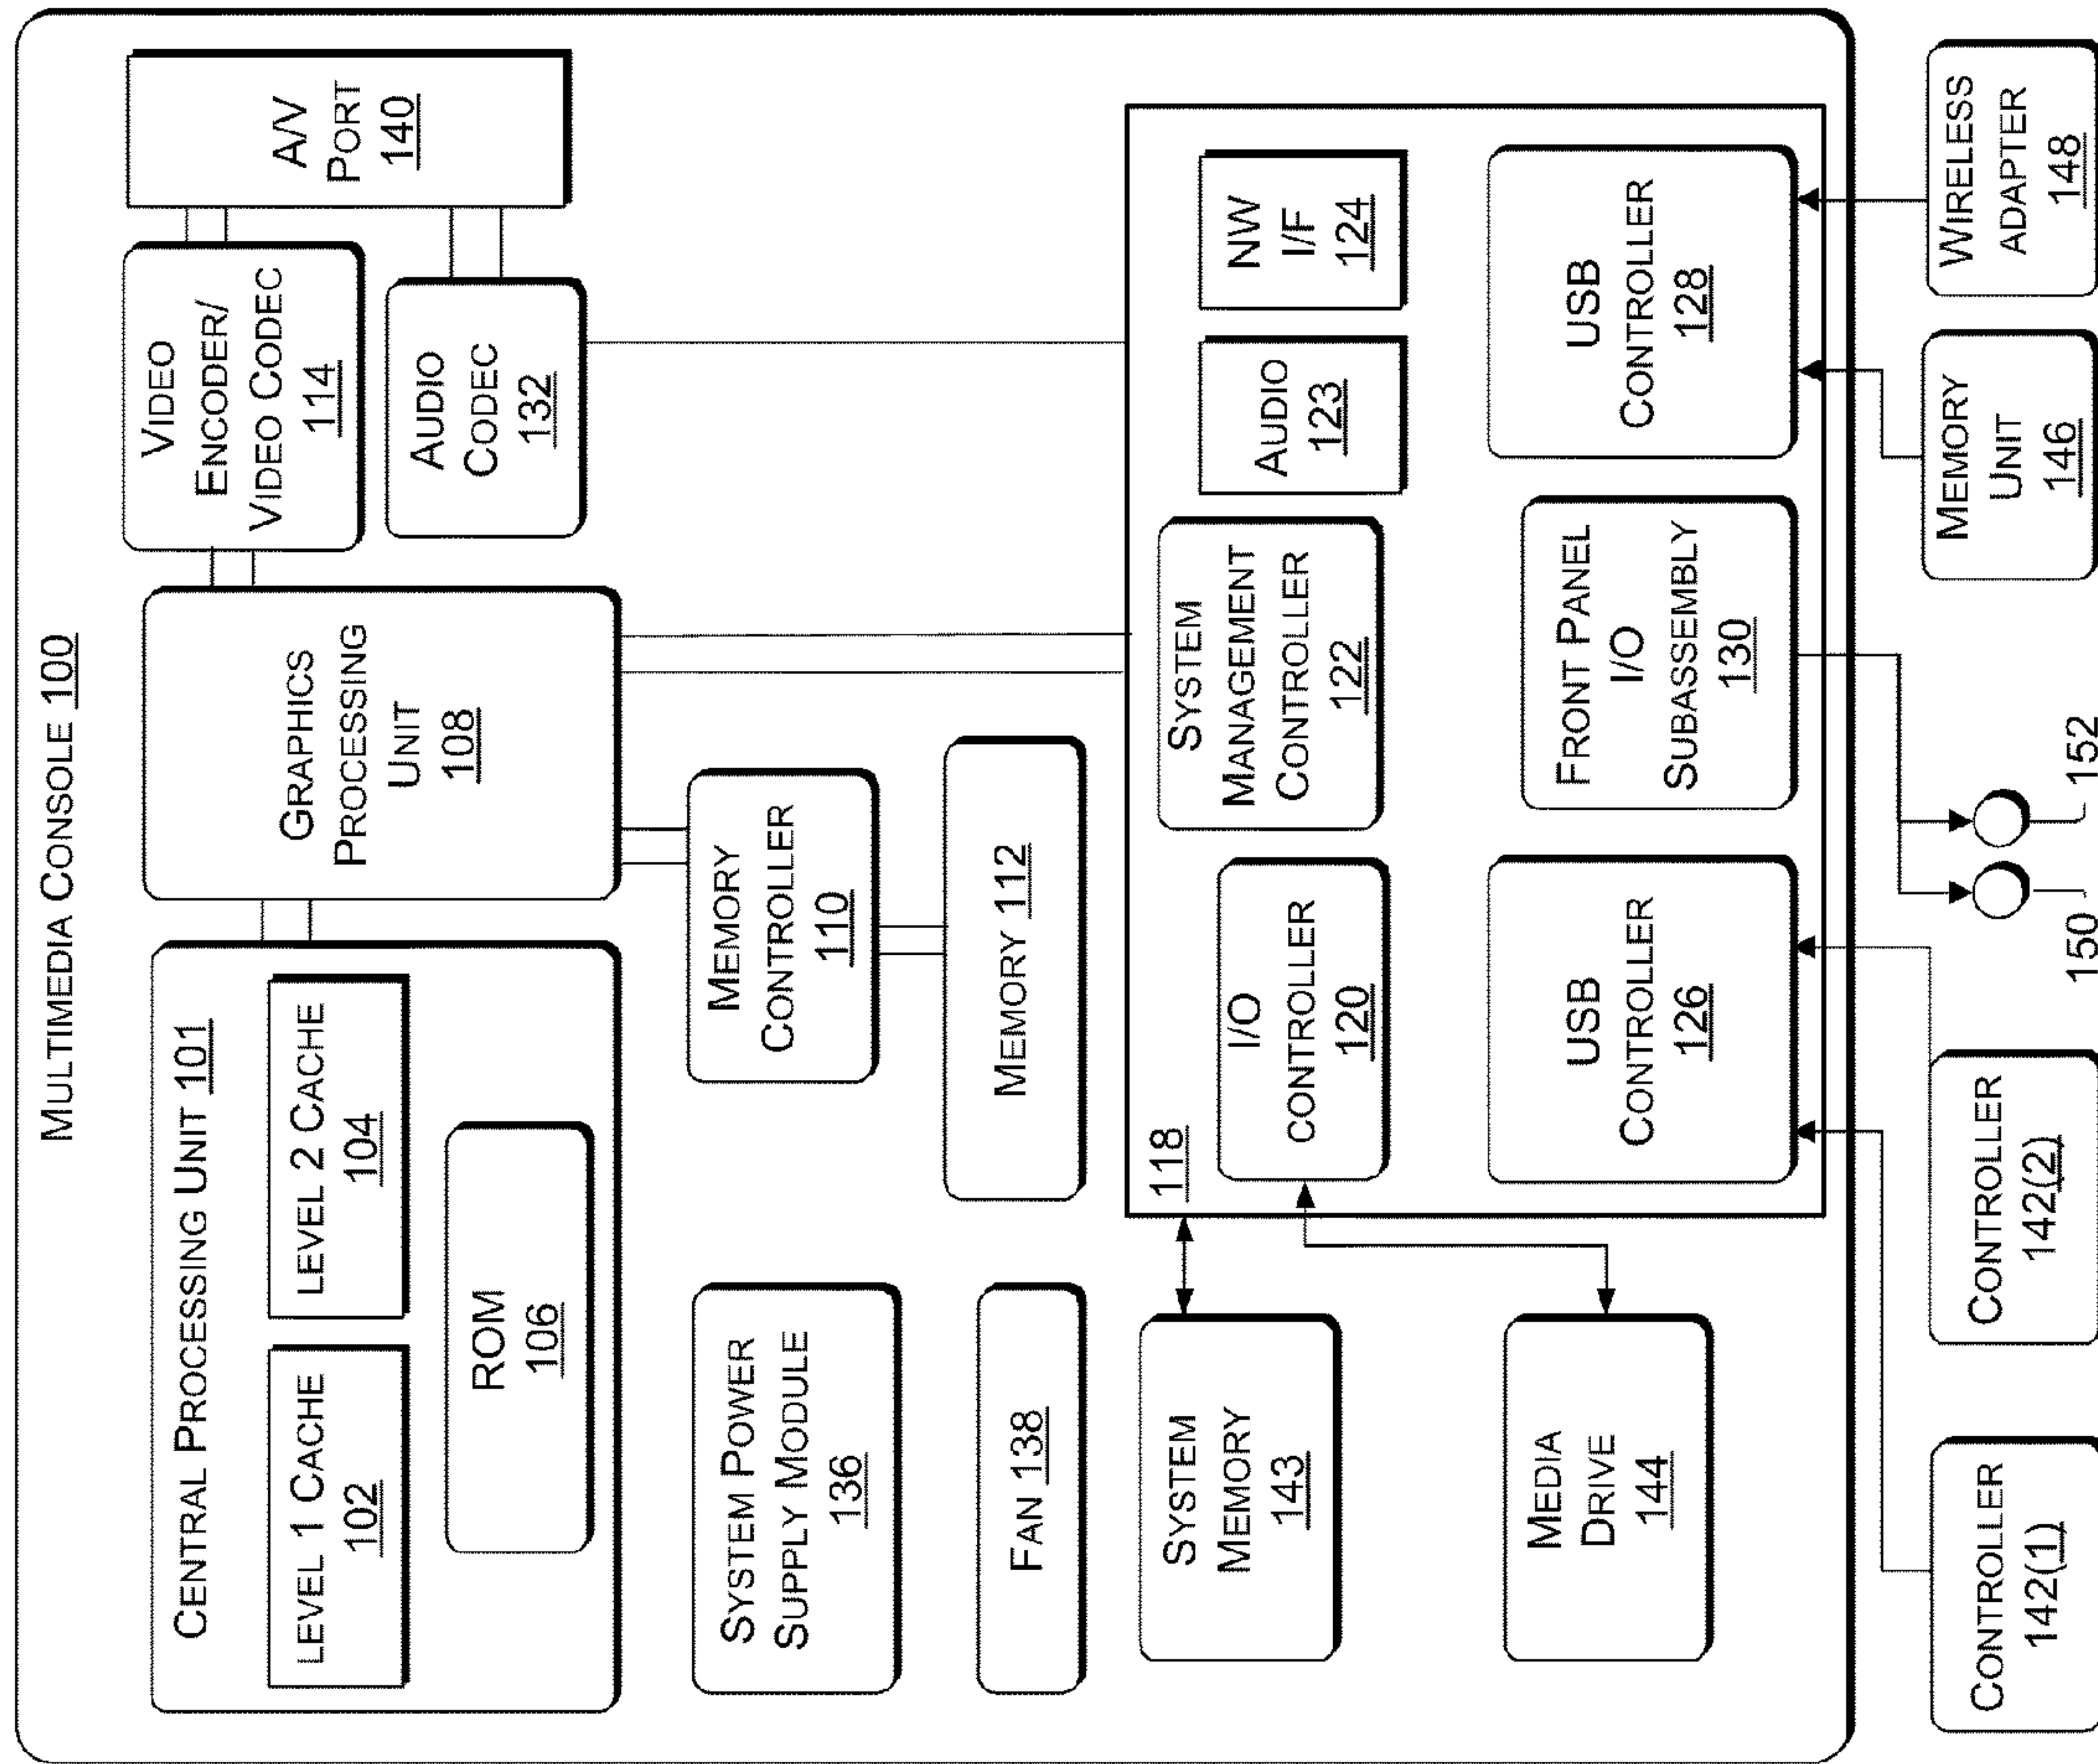 MULTIMEDIA CONSOLE 100
CENTRAL PROCESSING UNIT 101
LEVEL 1 CACHE
102
LEVEL 2 CACHE
104
ROM
106
GRAPHICS
PROCESSING
UNIT
108
VIDEO
ENCODER/
VIDEO CODEC
114
AUDIO
CODEC
132
A/V
PORT
140
SYSTEM POWER
SUPPLY MODULE
136
MEMORY
CONTROLLER
110
FAN 138
MEMORY 112
118
SYSTEM
MEMORY
143
I/O
CONTROLLER
120
SYSTEM
MANAGEMENT
CONTROLLER
122
AUDIO
123
NW
I/F
124
MEDIA
DRIVE
144
USB
CONTROLLER
126
FRONT PANEL
I/O
SUBASSEMBLY
130
USB
CONTROLLER
128
CONTROLLER
142(1)
CONTROLLER
142(2)
150
152
MEMORY
UNIT
146
WIRELESS
ADAPTER
148